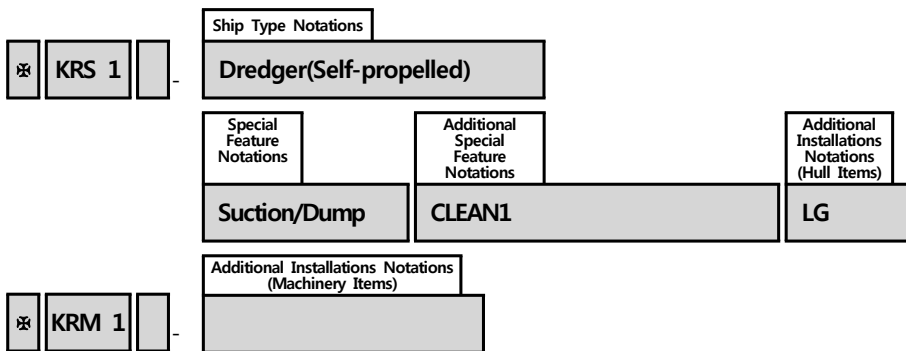 Ship Type Notations
✠ KRS 1 - Dredger(Self-propelled)
Special Feature Notations
Additional Special Feature Notations
Additional Installations Notations (Hull Items)
Suction/Dump CLEAN1 LG
Additional Installations Notations
(Machinery Items)
✠ KRM 1 -